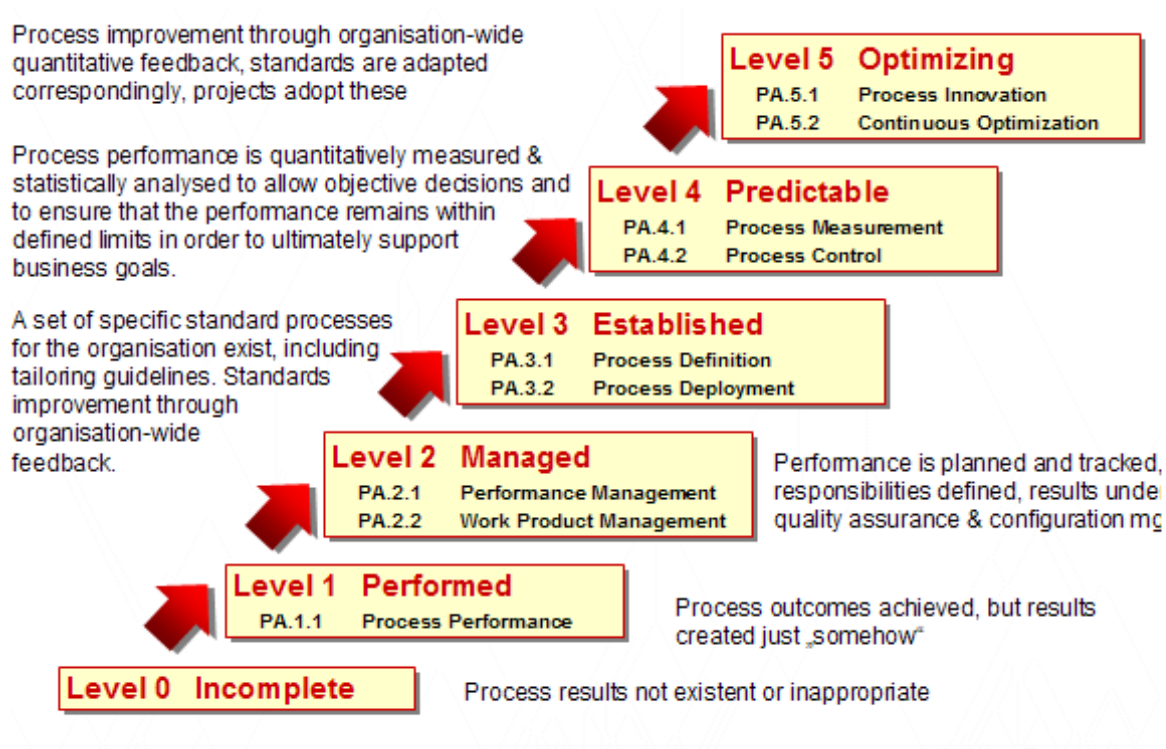 Process improvement through organisation-wide
quantitative feedback, standards are adapted
correspondingly, projects adopt these
Level 5 Optimizing
PA.5.1 Process Innovation
PA.5.2 Continuous Optimization
Process performance is quantitatively measured &
statistically analysed to allow objective decisions and
to ensure that the performance remains within
defined limits in order to ultimately support
business goals.
Level 4 Predictable
PA.4.1 Process Measurement
PA.4.2 Process Control
A set of specific standard processes
for the organisation exist, including
tailoring guidelines. Standards
improvement through
organisation-wide
feedback.
Level 3 Established
PA.3.1 Process Definition
PA.3.2 Process Deployment
Level 2 Managed
PA.2.1 Performance Management
PA.2.2 Work Product Management
Performance is planned and tracked,
responsibilities defined, results
quality assurance & configuration
Level 1 Performed
PA.1.1 Process Performance
Process outcomes achieved, but results
created just „somehow“
Level 0 Incomplete
Process results not existent or inappropriate